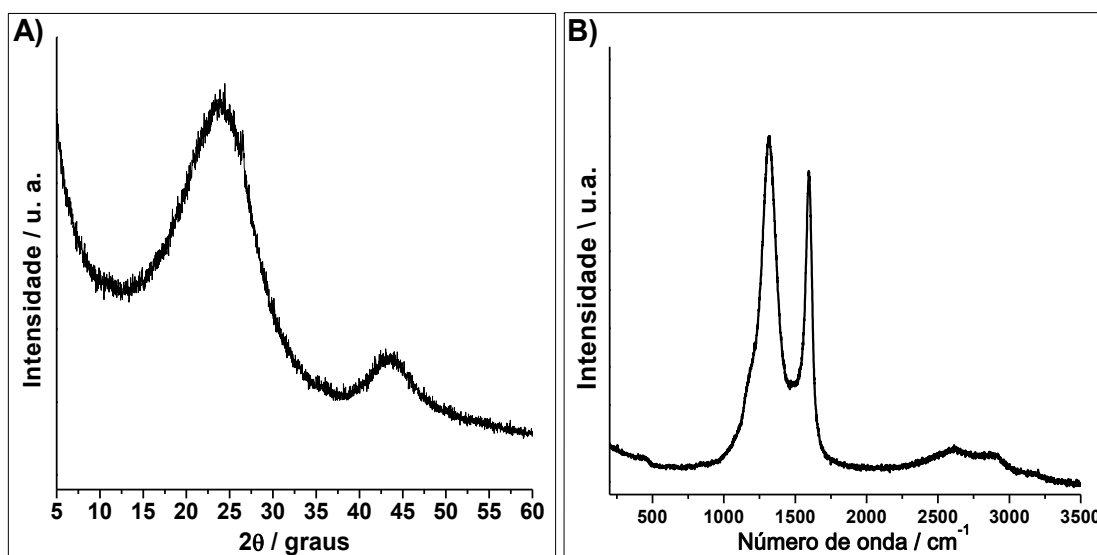 A)
Intensidade / u. a.
5 10 15 20 25 30 35 40 45 50 55 60
2θ / graus
B)
Intensidade \ u.a.
500 1000 1500 2000 2500 3000 3500
Número de onda / cm⁻¹